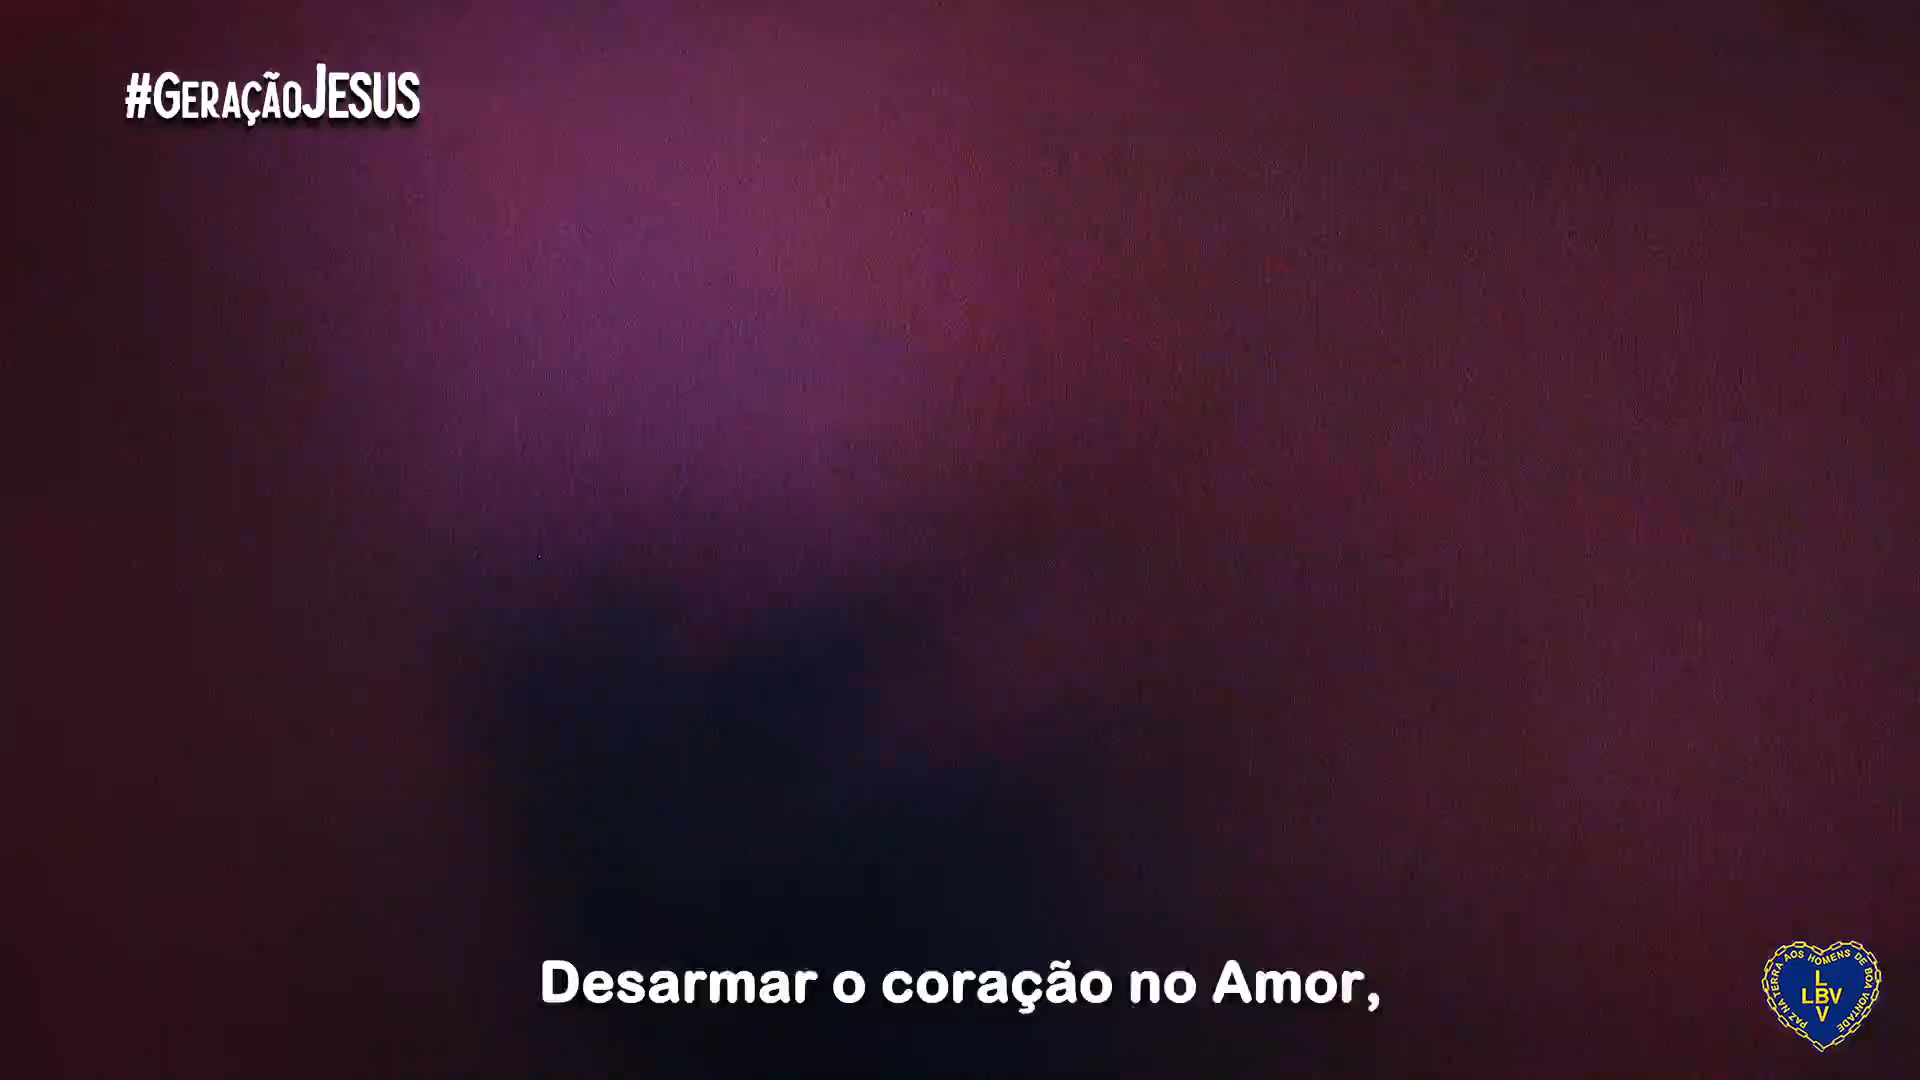 #GeraçãoJESUS
Desarmar o coração no Amor,
PAZ NA TERRA AOS HOMENS DE BOA VONTADE
L
LBV
V